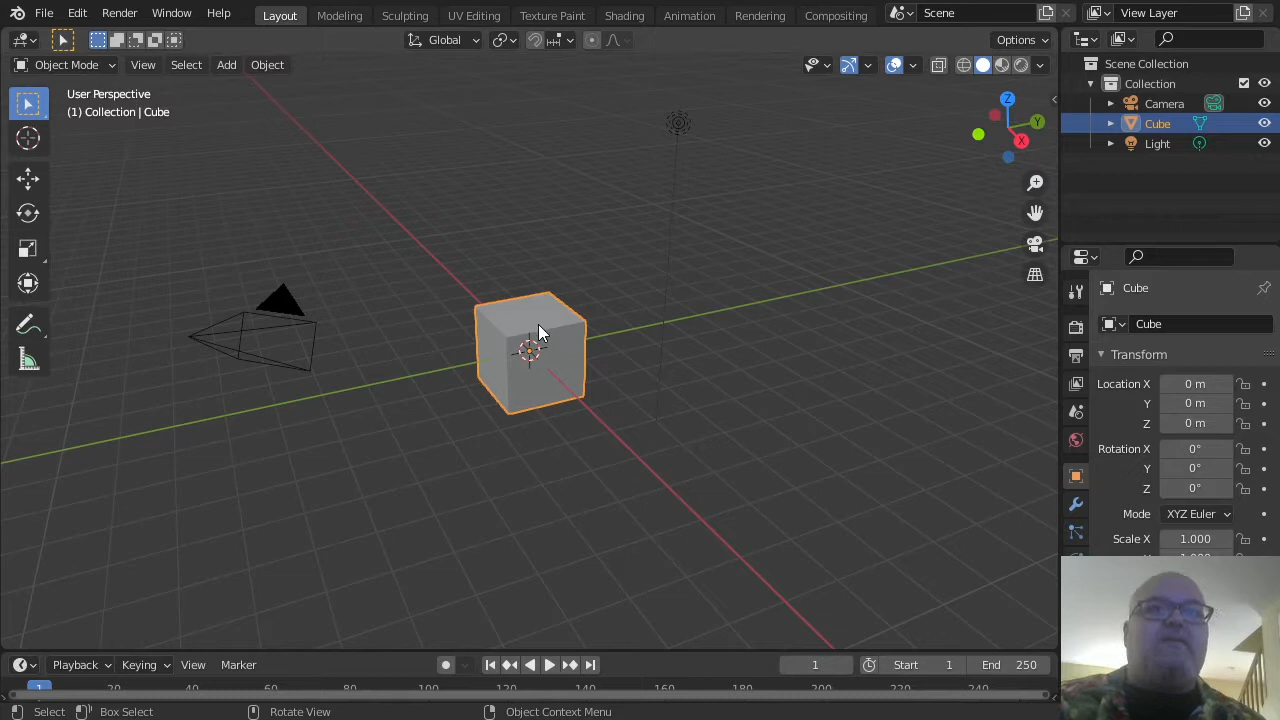 File Edit Render Window Help Layout Modeling Sculpting UV Editing Texture Paint Shading Animation Rendering Compositing Scene View Layer
Global Options
Object Mode View Select Add Object
User Perspective
(1) Collection | Cube
Z
Y
X
Scene Collection
Collection
Camera
Cube
Light
Cube
Cube
Transform
Location X 0 m
Y 0 m
Z 0 m
Rotation X 0°
Y 0°
Z 0°
Mode XYZ Euler
Scale X 1.000
Playback Keying View Marker 1 Start 1 End 250
1 20 40 60 80 100 120 140 160 180 200 220 240
Select Box Select Rotate View Object Context Menu